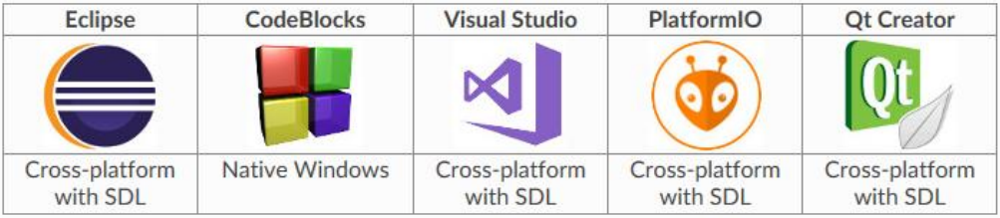 Eclipse CodeBlocks Visual Studio PlatformIO Qt Creator
Qt
Cross-platform Native Windows Cross-platform Cross-platform Cross-platform
with SDL with SDL with SDL with SDL